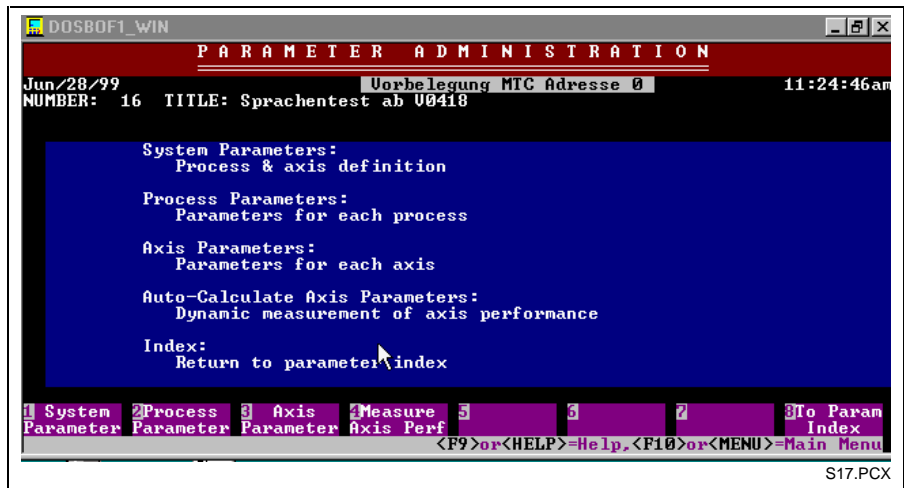 DOSBOF1_WIN
PARAMETER ADMINISTRATION
Jun/28/99 Vorbelegung MTC Adresse 0 11:24:46am
NUMBER: 16 TITLE: Sprachentest ab V0418
System Parameters:
Process & axis definition
Process Parameters:
Parameters for each process
Axis Parameters:
Parameters for each axis
Auto-Calculate Axis Parameters:
Dynamic measurement of axis performance
Index:
Return to parameter index
1 System 2Process 3 Axis 4Measure 5 6 7 8To Param
Parameter Parameter Parameter Axis Perf Index
<F9>or<HELP>=Help,<F10>or<MENU>=Main Menu
S17.PCX